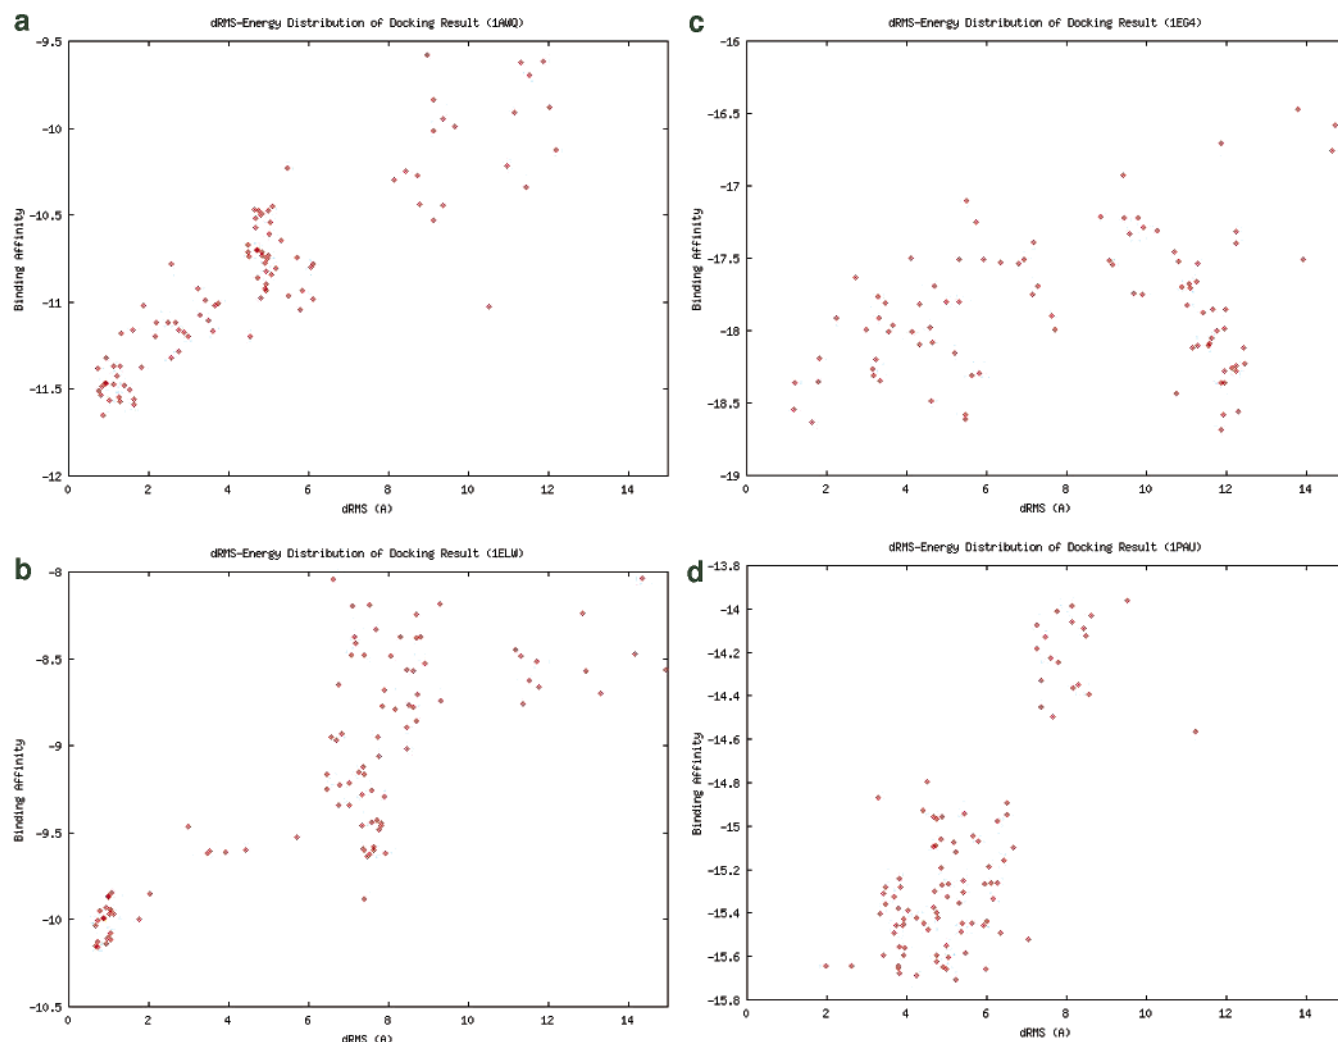 a
dRMS-Energy Distribution of Docking Result (1AWQ)
-9.5
-10
-10.5
-11
-11.5
-12
Binding Affinity
0 2 4 6 8 10 12 14
dRMS (A)
c
dRMS-Energy Distribution of Docking Result (1EG4)
-16
-16.5
-17
-17.5
-18
-18.5
-19
Binding Affinity
0 2 4 6 8 10 12 14
dRMS (A)
b
dRMS-Energy Distribution of Docking Result (1ELW)
-8
-8.5
-9
-9.5
-10
-10.5
Binding Affinity
0 2 4 6 8 10 12 14
dRMS (A)
d
dRMS-Energy Distribution of Docking Result (1PAU)
-13.8
-14
-14.2
-14.4
-14.6
-14.8
-15
-15.2
-15.4
-15.6
-15.8
Binding Affinity
0 2 4 6 8 10 12 14
dRMS (A)